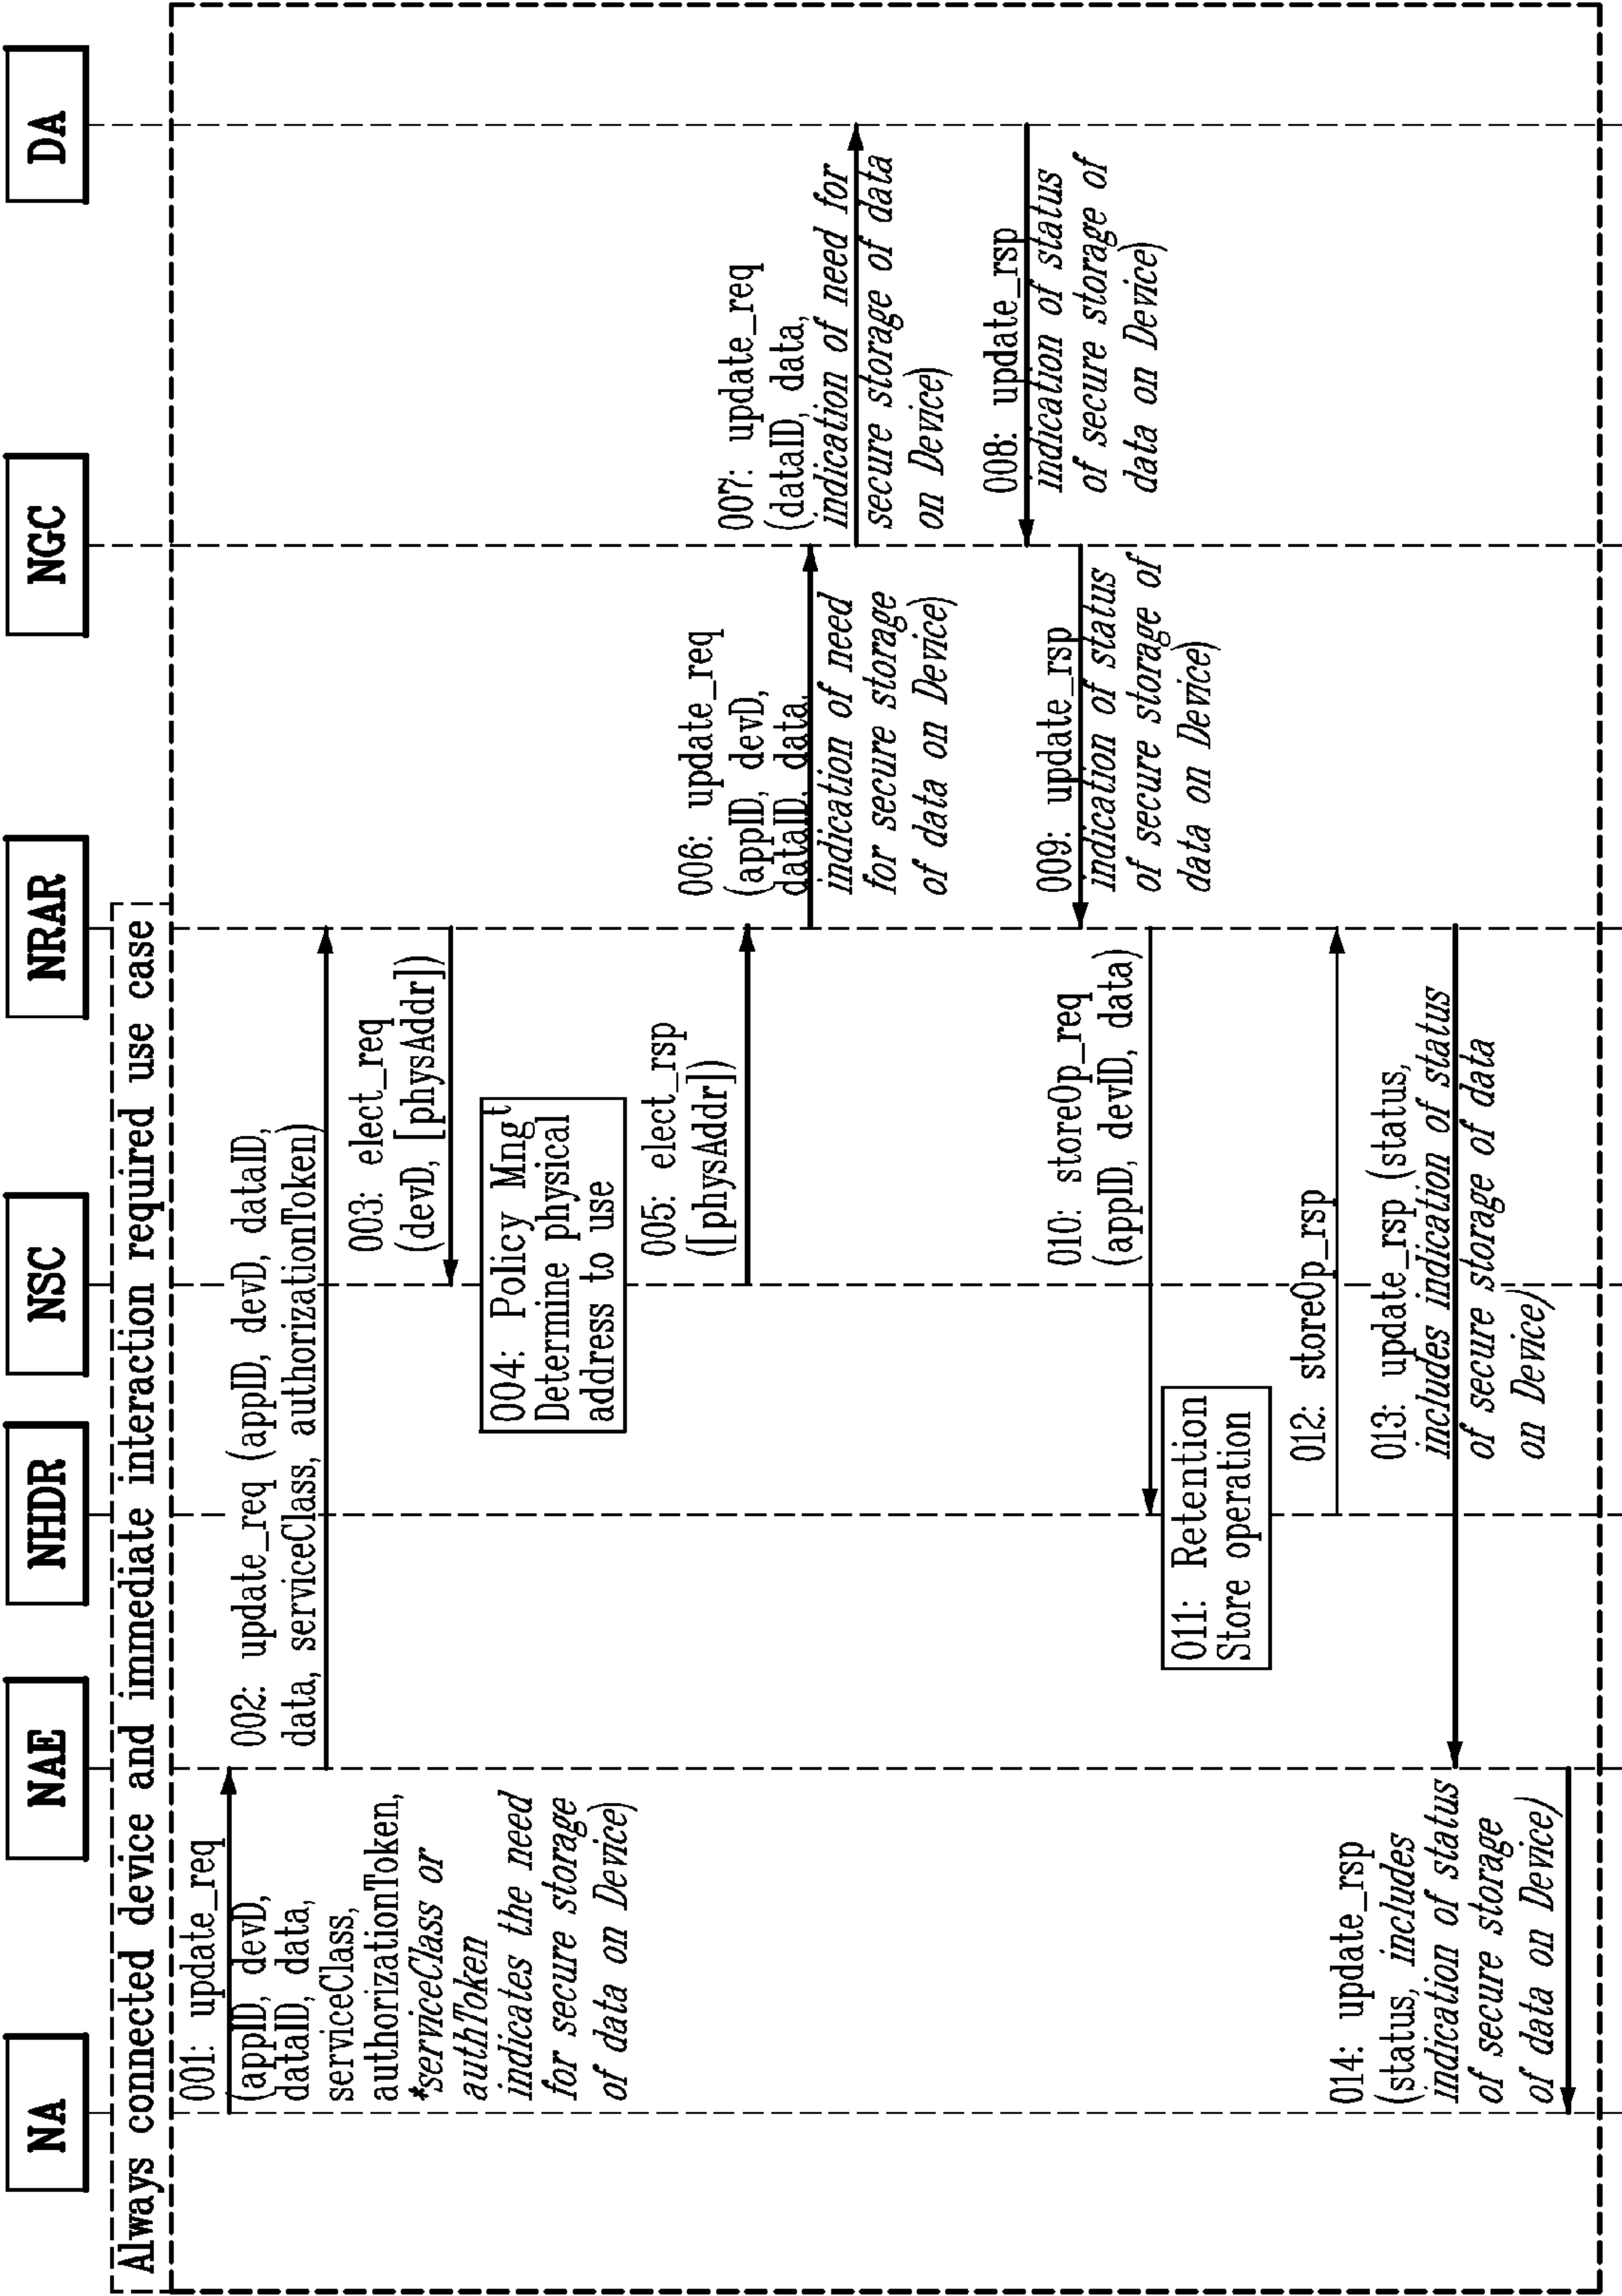 NA
NAE
NHDR
NSC
NRAR
NGC
DA
Always connected device and immediate interaction required use case
001: update_req
(appID, devD,
dataID, data,
serviceClass,
authorizationToken,
*serviceClass or
authToken
indicates the need
for secure storage
of data on Device)
002: update_req (appID, devD, dataID,
data, serviceClass, authorizationToken)
003: elect_req
(devD, [physAddr])
004: Policy Mngt
Determine physical
address to use
005: elect_rsp
([physAddr])
006: update_req
(appID, devD,
dataID, data,
indication of need
for secure storage
of data on Device)
007: update_req
(dataID, data,
indication of need for
secure storage of data
on Device)
008: update_rsp
indication of status
of secure storage of
data on Device)
009: update_rsp
indication of status
of secure storage of
data on Device)
010: storeOp_req
(appID, devID, data)
011: Retention
Store operation
012: storeOp_rsp
013: update_rsp (status,
includes indication of status
of secure storage of data
on Device)
014: update_rsp
(status, includes
indication of status
of secure storage
of data on Device)